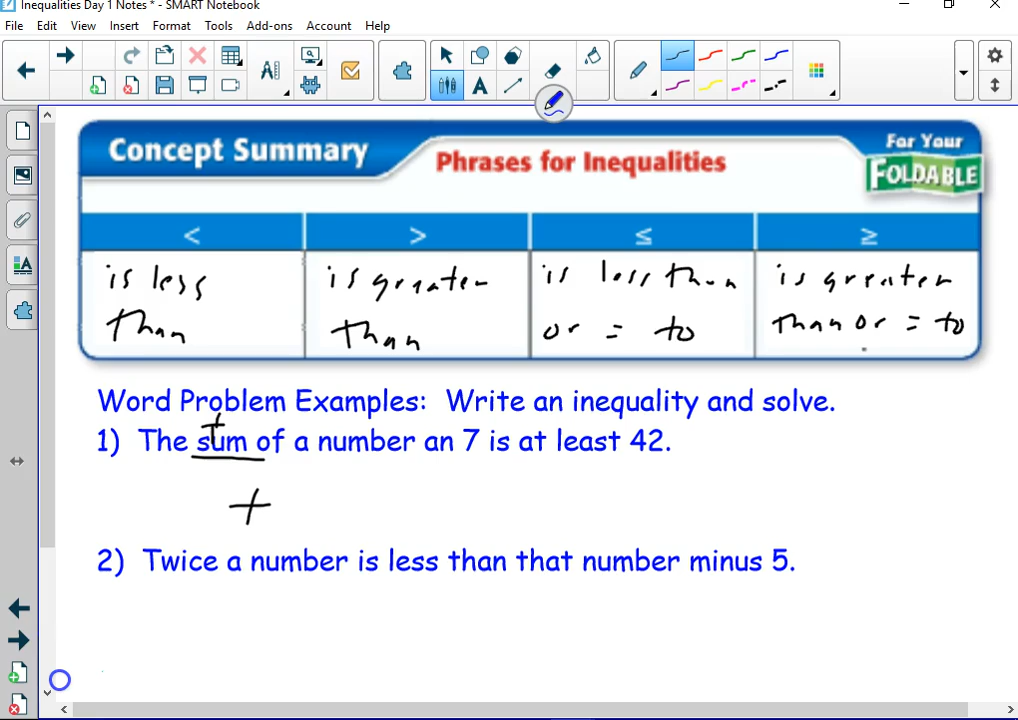 Inequalities Day 1 Notes * - SMART Notebook
File Edit View Insert Format Tools Add-ons Account Help
Concept Summary
Phrases for Inequalities
For Your
FOLDABLE
< > ≤ ≥
is less is greater is less than is greater
than than or = to than or = to
Word Problem Examples: Write an inequality and solve.
+
1) The sum of a number an 7 is at least 42.
+
2) Twice a number is less than that number minus 5.